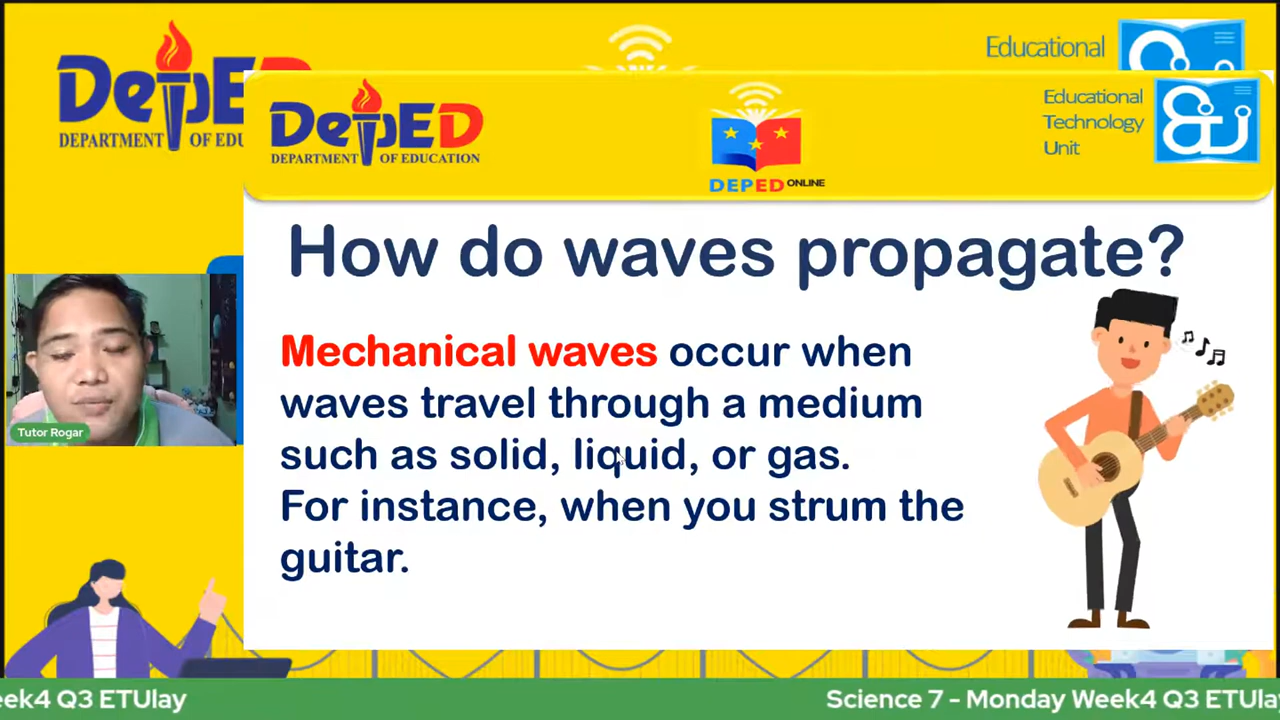 DepED
DEPARTMENT OF EDU
Educational
DepED
DEPARTMENT OF EDUCATION
DEPED ONLINE
Educational
Technology
Unit
How do waves propagate?
Mechanical waves occur when
waves travel through a medium
such as solid, liquid, or gas.
For instance, when you strum the
guitar.
Tutor Rogar
eek4 Q3 ETUlay
Science 7 - Monday Week4 Q3 ETUlay